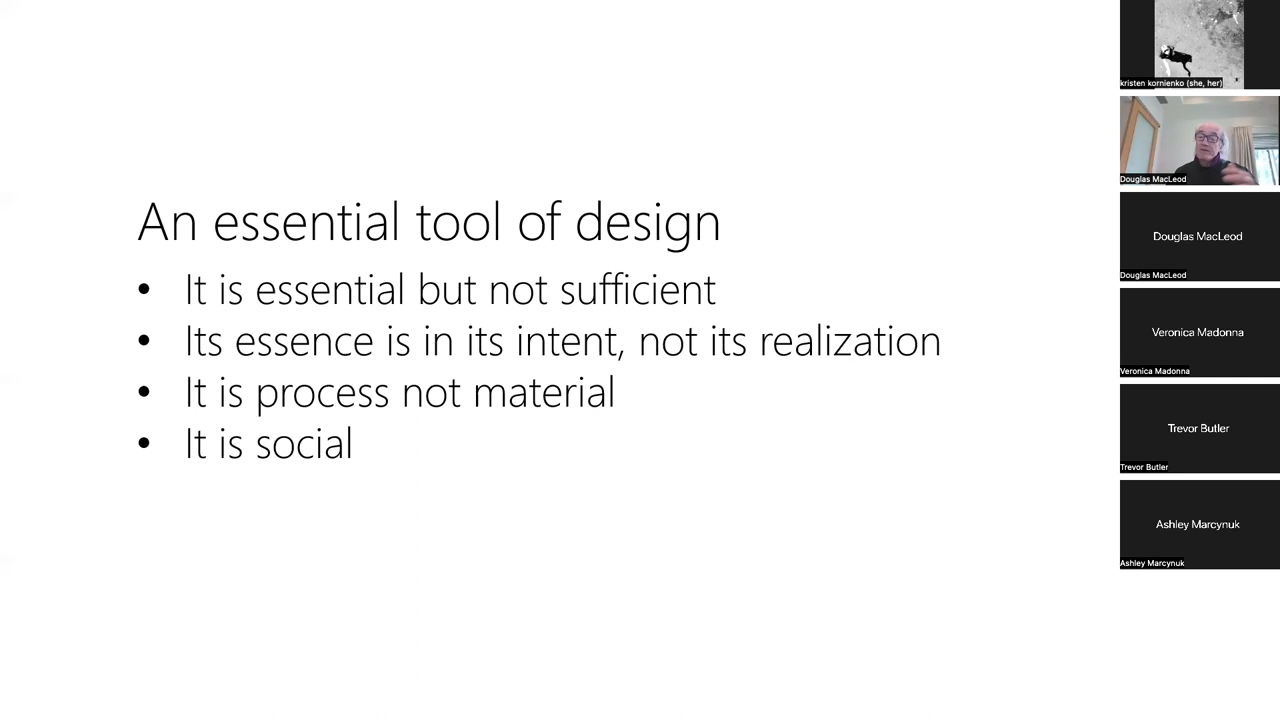 An essential tool of design
• It is essential but not sufficient
• Its essence is in its intent, not its realization
• It is process not material
• It is social
kristen kornienko (she, her)
Douglas MacLeod
Douglas MacLeod
Douglas MacLeod
Veronica Madonna
Veronica Madonna
Trevor Butler
Trevor Butler
Ashley Marcynuk
Ashley Marcynuk